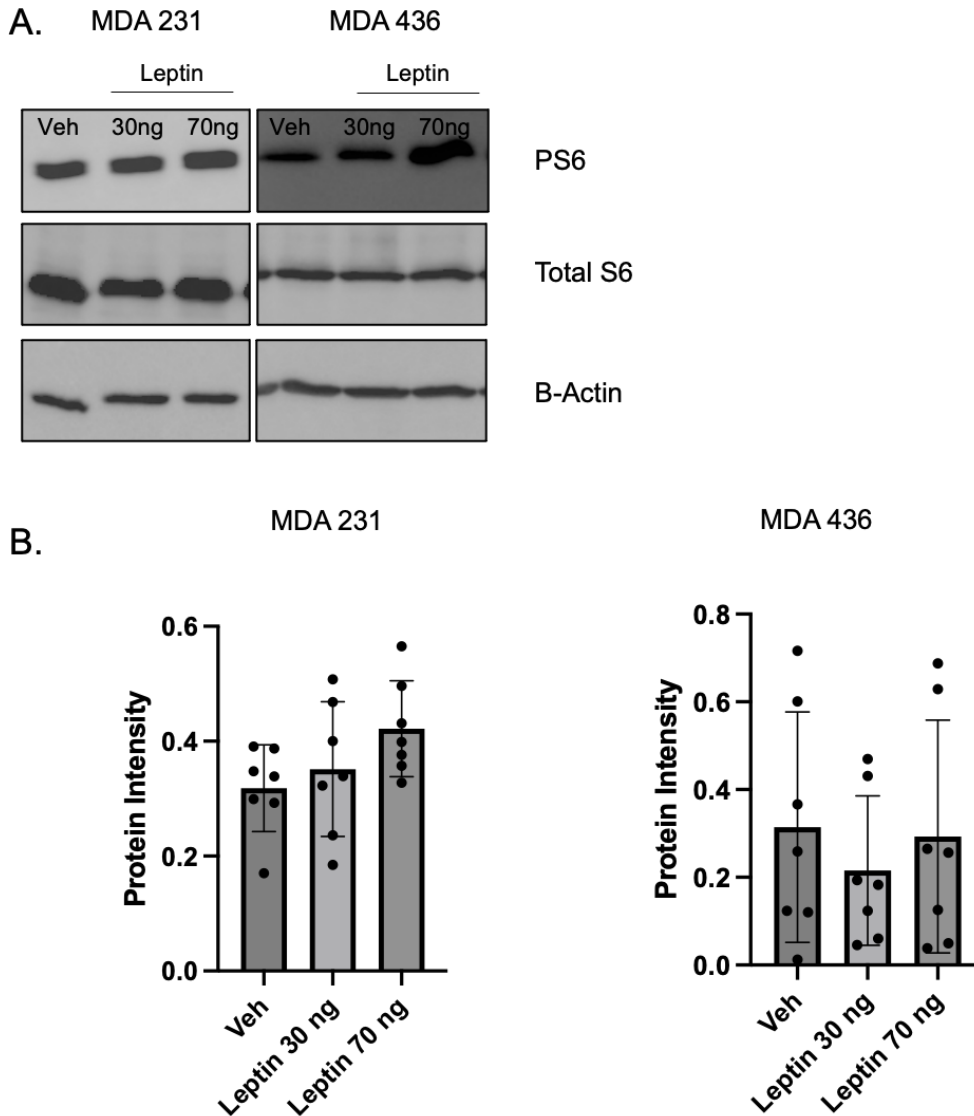 A.
MDA 231
MDA 436
Leptin
Leptin
Veh 30ng 70ng
Veh 30ng 70ng
PS6
Total S6
B-Actin
B.
MDA 231
MDA 436
Protein Intensity
0.6
0.4
0.2
0.0
Veh
Leptin 30 ng
Leptin 70 ng
Protein Intensity
0.8
0.6
0.4
0.2
0.0
Veh
Leptin 30 ng
Leptin 70 ng